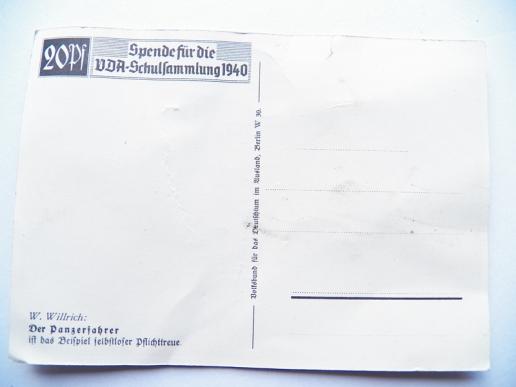 20Pf
Spende für die
VDA-Schulsammlung 1940
Volksbund für das Deutschtum im Ausland, Berlin W 30.
W. Willrich:
Der Panzerfahrer
ist das Beispiel selbstloser Pflichttreue.